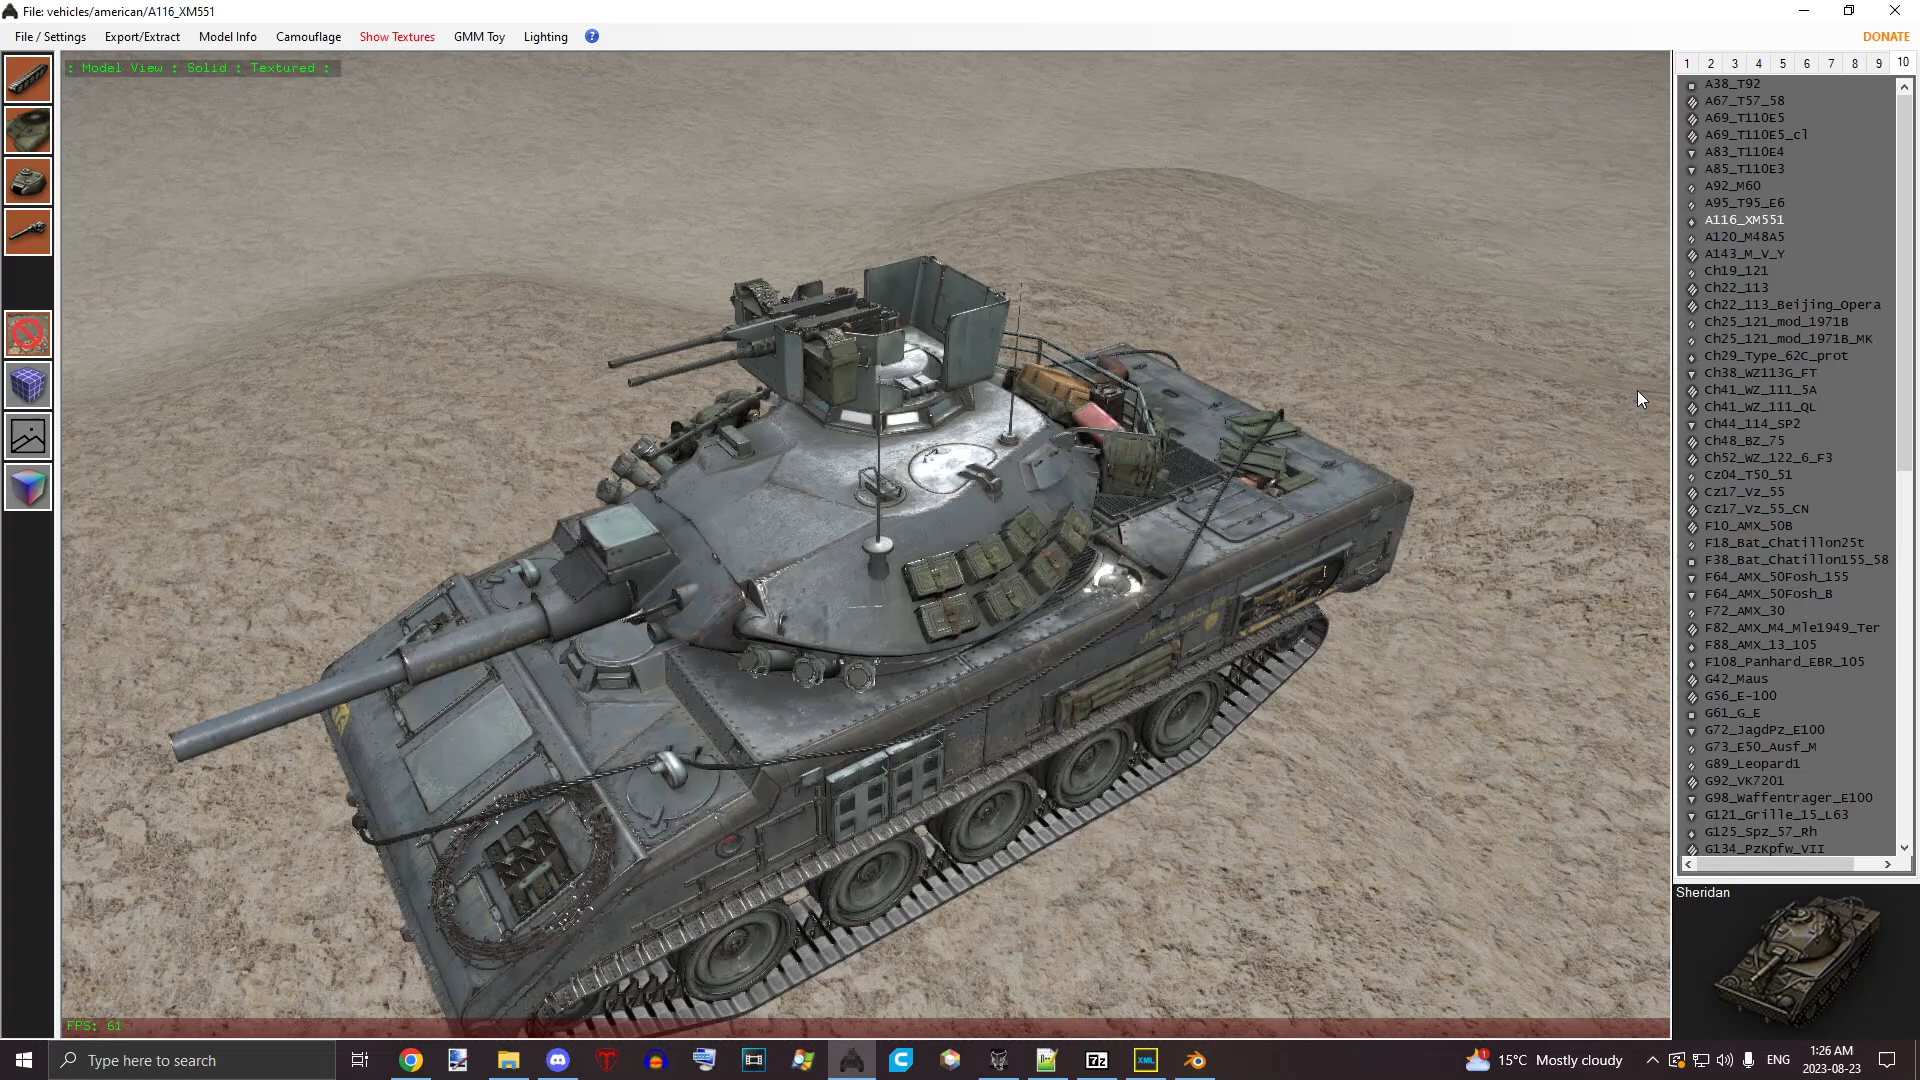 File: vehicles/american/A116_XM551
File / Settings Export/Extract Model Info Camouflage Show Textures GMM Toy Lighting ? DONATE
: Model View : Solid : Textured :
1 2 3 4 5 6 7 8 9 10
A38_T92
A67_T57_58
A69_T110E5
A69_T110E5_cl
A83_T110E4
A85_T110E3
A92_M60
A95_T95_E6
A116_XM551
A120_M48A5
A143_M_V_Y
Ch19_121
Ch22_113
Ch22_113_Beijing_Opera
Ch25_121_mod_1971B
Ch25_121_mod_1971B_MK
Ch29_Type_62C_prot
Ch38_WZ113G_FT
Ch41_WZ_111_5A
Ch41_WZ_111_QL
Ch44_114_SP2
Ch48_BZ_75
Ch52_WZ_122_6_F3
Cz04_T50_51
Cz17_Vz_55
Cz17_Vz_55_CN
F10_AMX_50B
F18_Bat_Chatillon25t
F38_Bat_Chatillon155_58
F64_AMX_50Fosh_155
F64_AMX_50Fosh_B
F72_AMX_30
F82_AMX_M4_Mle1949_Ter
F88_AMX_13_105
F108_Panhard_EBR_105
G42_Maus
G56_E-100
G61_G_E
G72_JagdPz_E100
G73_E50_Ausf_M
G89_Leopard1
G92_VK7201
G98_Waffentrager_E100
G121_Grille_15_L63
G125_Spz_57_Rh
G134_PzKpfw_VII
Sheridan
FPS: 61
Type here to search
7z
XML
1
15°C Mostly cloudy
ENG
1:26 AM
2023-08-23